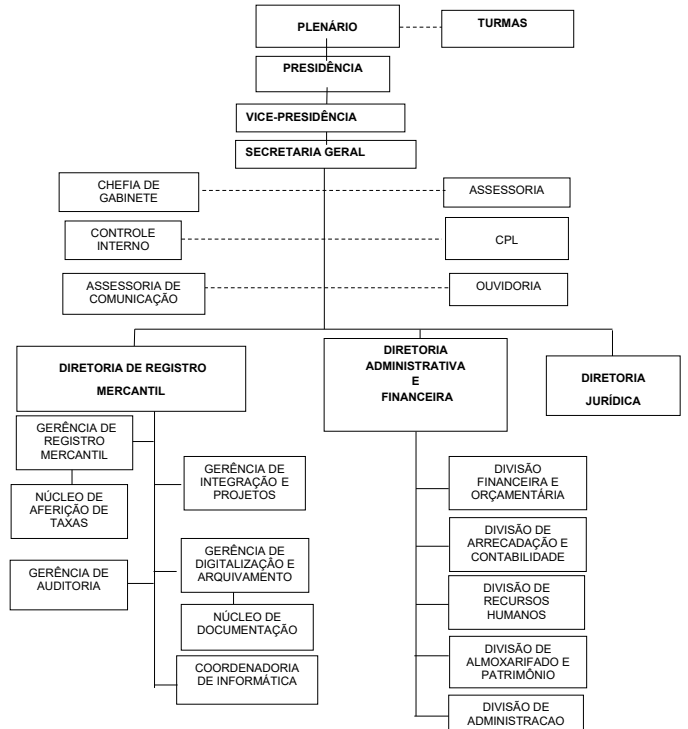 PLENÁRIO
TURMAS
PRESIDÊNCIA
VICE-PRESIDÊNCIA
SECRETARIA GERAL
CHEFIA DE
GABINETE
ASSESSORIA
CONTROLE
INTERNO
CPL
ASSESSORIA DE
COMUNICAÇÃO
OUVIDORIA
DIRETORIA DE REGISTRO
MERCANTIL
DIRETORIA
ADMINISTRATIVA
E
FINANCEIRA
DIRETORIA
JURÍDICA
GERÊNCIA DE
REGISTRO
MERCANTIL
NÚCLEO DE
AFERIÇÃO DE
TAXAS
GERÊNCIA DE
AUDITORIA
GERÊNCIA DE
INTEGRAÇÃO E
PROJETOS
GERÊNCIA DE
DIGITALIZAÇÃO E
ARQUIVAMENTO
NÚCLEO DE
DOCUMENTAÇÃO
COORDENADORIA
DE INFORMÁTICA
DIVISÃO
FINANCEIRA E
ORÇAMENTÁRIA
DIVISÃO DE
ARRECADAÇÃO E
CONTABILIDADE
DIVISÃO DE
RECURSOS
HUMANOS
DIVISÃO DE
ALMOXARIFADO E
PATRIMÔNIO
DIVISÃO DE
ADMINISTRACAO